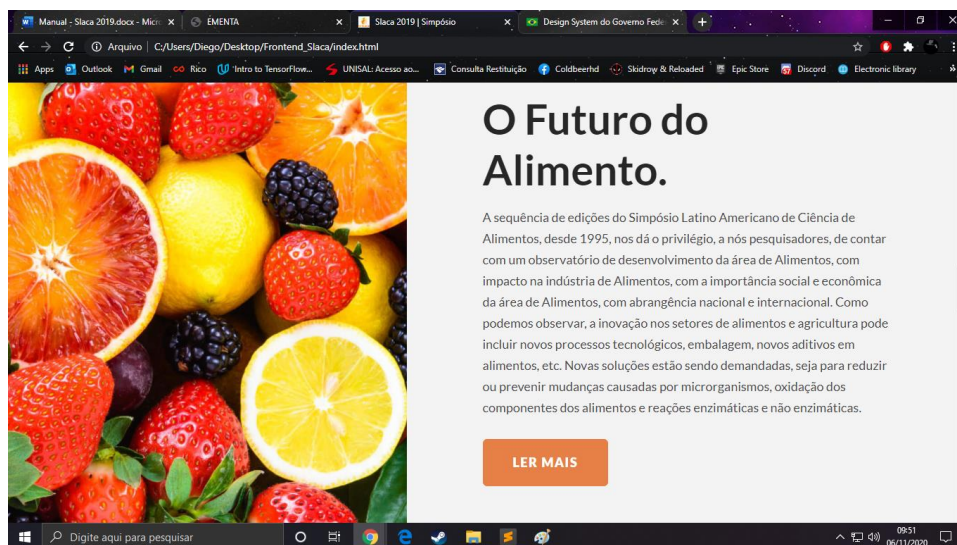 Manual - Slaca 2019.docx - Micr
EMENTA
Slaca 2019 | Simpósio
Design System do Governo Fede
Arquivo | C:/Users/Diego/Desktop/Frontend_Slaca/index.html
Apps
Outlook
Gmail
Rico
'Intro to TensorFlow...
UNISAL: Acesso ao...
Consulta Restituição
Coldbeerhd
Skidrow & Reloaded
Epic Store
Discord
Electronic library
O Futuro do
Alimento.
A sequência de edições do Simpósio Latino Americano de Ciência de
Alimentos, desde 1995, nos dá o privilégio, a nós pesquisadores, de contar
com um observatório de desenvolvimento da área de Alimentos, com
impacto na indústria de Alimentos, com a importância social e econômica
da área de Alimentos, com abrangência nacional e internacional. Como
podemos observar, a inovação nos setores de alimentos e agricultura pode
incluir novos processos tecnológicos, embalagem, novos aditivos em
alimentos, etc. Novas soluções estão sendo demandadas, seja para reduzir
ou prevenir mudanças causadas por microrganismos, oxidação dos
componentes dos alimentos e reações enzimáticas e não enzimáticas.
LER MAIS
Digite aqui para pesquisar
09:51
06/11/2020